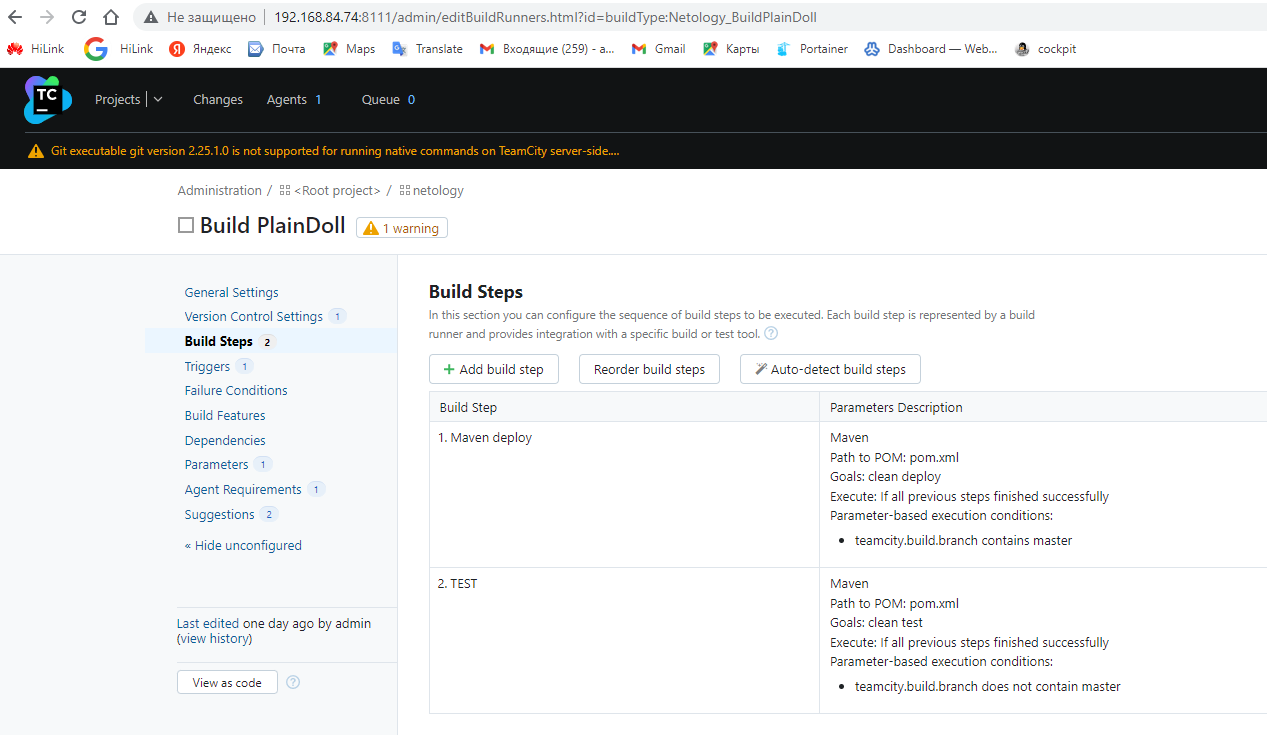 Не защищено 192.168.84.74:8111/admin/editBuildRunners.html?id=buildType:Netology_BuildPlainDoll
HiLink HiLink Яндекс Почта Maps Translate Входящие (259) - a... Gmail Карты Portainer Dashboard — Web... cockpit
TC Projects Changes Agents 1 Queue 0
Git executable git version 2.25.1.0 is not supported for running native commands on TeamCity server-side....
Administration / <Root project> / netology
Build PlainDoll 1 warning
General Settings
Version Control Settings 1
Build Steps 2
Triggers 1
Failure Conditions
Build Features
Dependencies
Parameters 1
Agent Requirements 1
Suggestions 2
« Hide unconfigured
Last edited one day ago by admin
(view history)
View as code ?
Build Steps
In this section you can configure the sequence of build steps to be executed. Each build step is represented by a build
runner and provides integration with a specific build or test tool. ?
+ Add build step Reorder build steps Auto-detect build steps
Build Step Parameters Description
1. Maven deploy Maven
Path to POM: pom.xml
Goals: clean deploy
Execute: If all previous steps finished successfully
Parameter-based execution conditions:
• teamcity.build.branch contains master
2. TEST Maven
Path to POM: pom.xml
Goals: clean test
Execute: If all previous steps finished successfully
Parameter-based execution conditions:
• teamcity.build.branch does not contain master